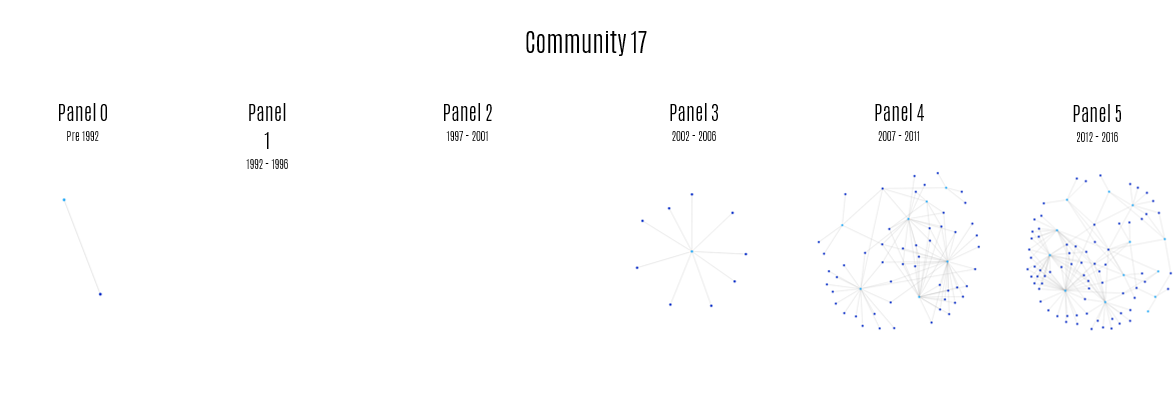 Community 17
Panel 0
Pre 1992
Panel
1
1992 - 1996
Panel 2
1997 - 2001
Panel 3
2002 - 2006
Panel 4
2007 - 2011
Panel 5
2012 - 2016